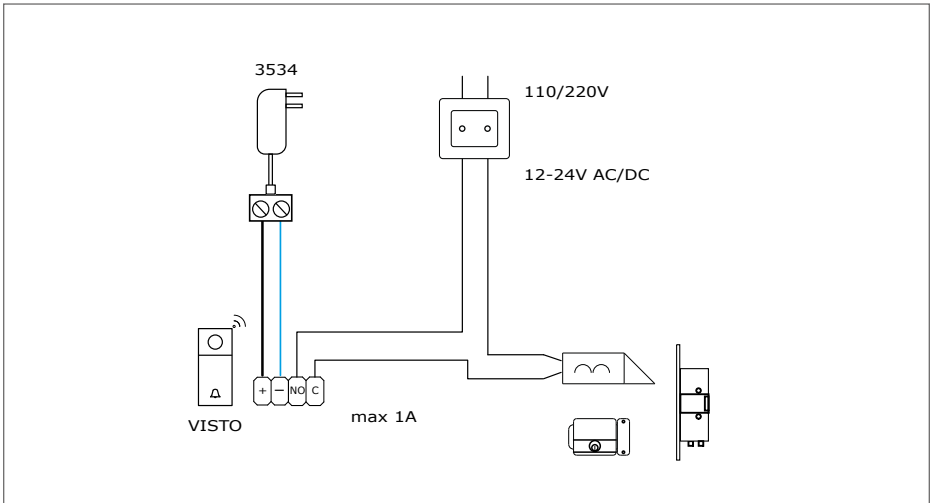 3534
110/220V
12-24V AC/DC
+ − NO C
max 1A
VISTO